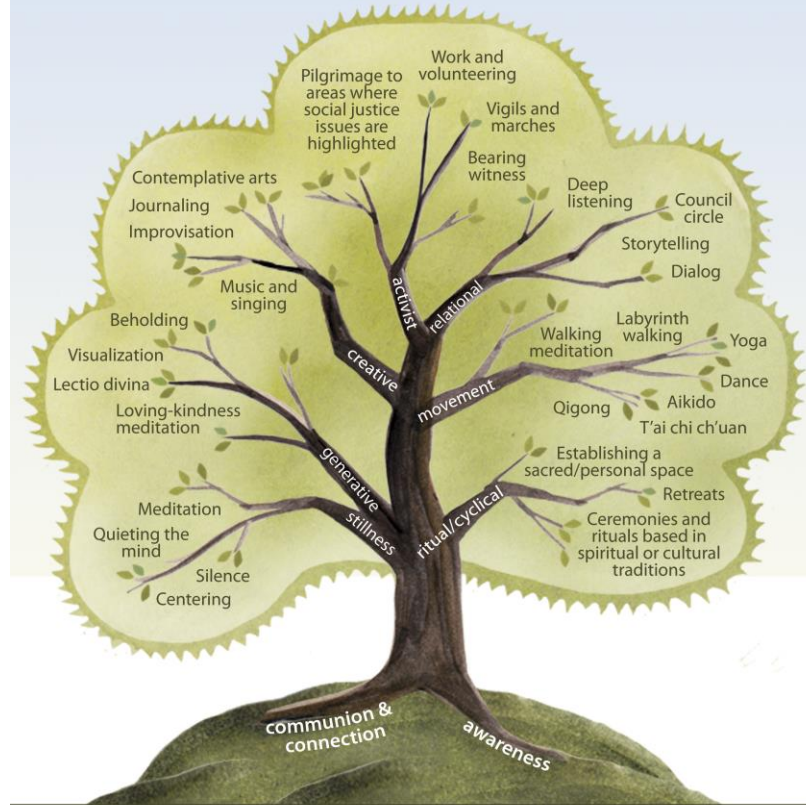 Work and
volunteering
Pilgrimage to
areas where
social justice
issues are
highlighted
Vigils and
marches
Bearing
witness
Deep
listening
Council
circle
Storytelling
Dialog
Contemplative arts
Journaling
Improvisation
Music and
singing
activist
relational
creative
movement
Walking
meditation
Labyrinth
walking
Yoga
Dance
Aikido
Qigong
T'ai chi ch'uan
Beholding
Visualization
Lectio divina
Loving-kindness
meditation
generative
Meditation
Quieting the
mind
Silence
Centering
stillness
ritual/cyclical
Establishing a
sacred/personal space
Retreats
Ceremonies and
rituals based in
spiritual or cultural
traditions
communion &
connection
awareness